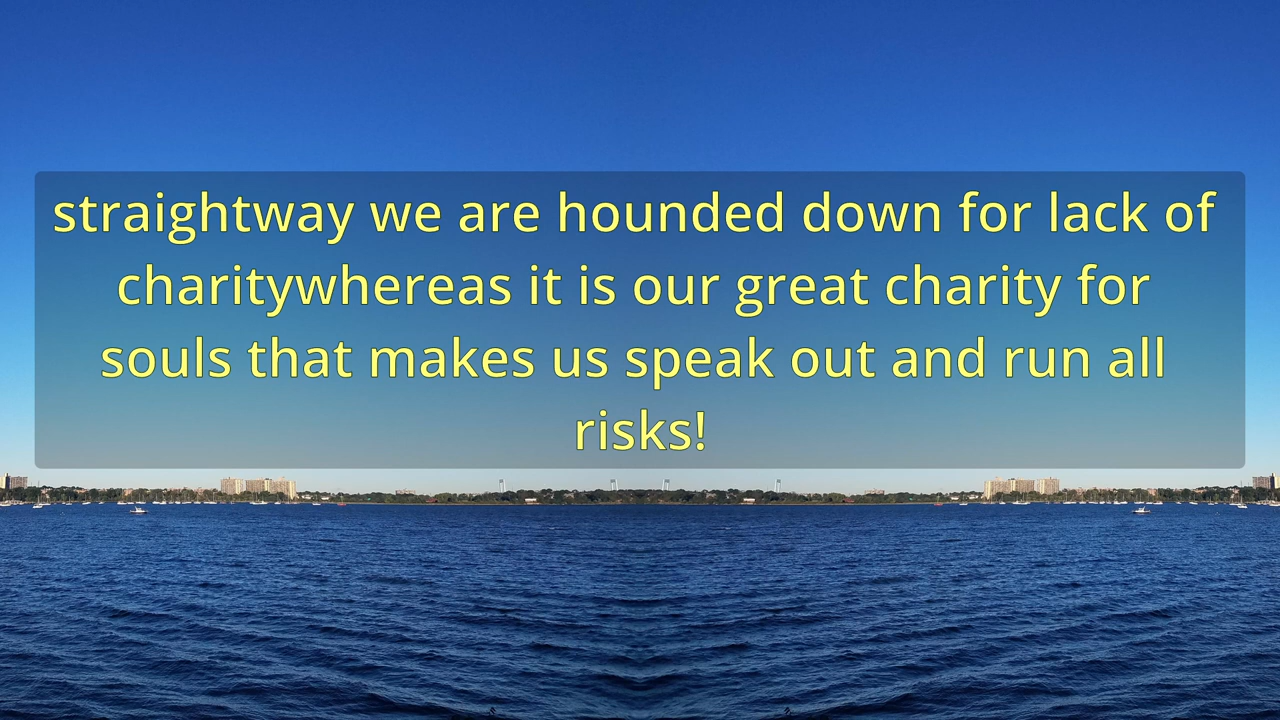 straightway we are hounded down for lack of
charitywhereas it is our great charity for
souls that makes us speak out and run all
risks!